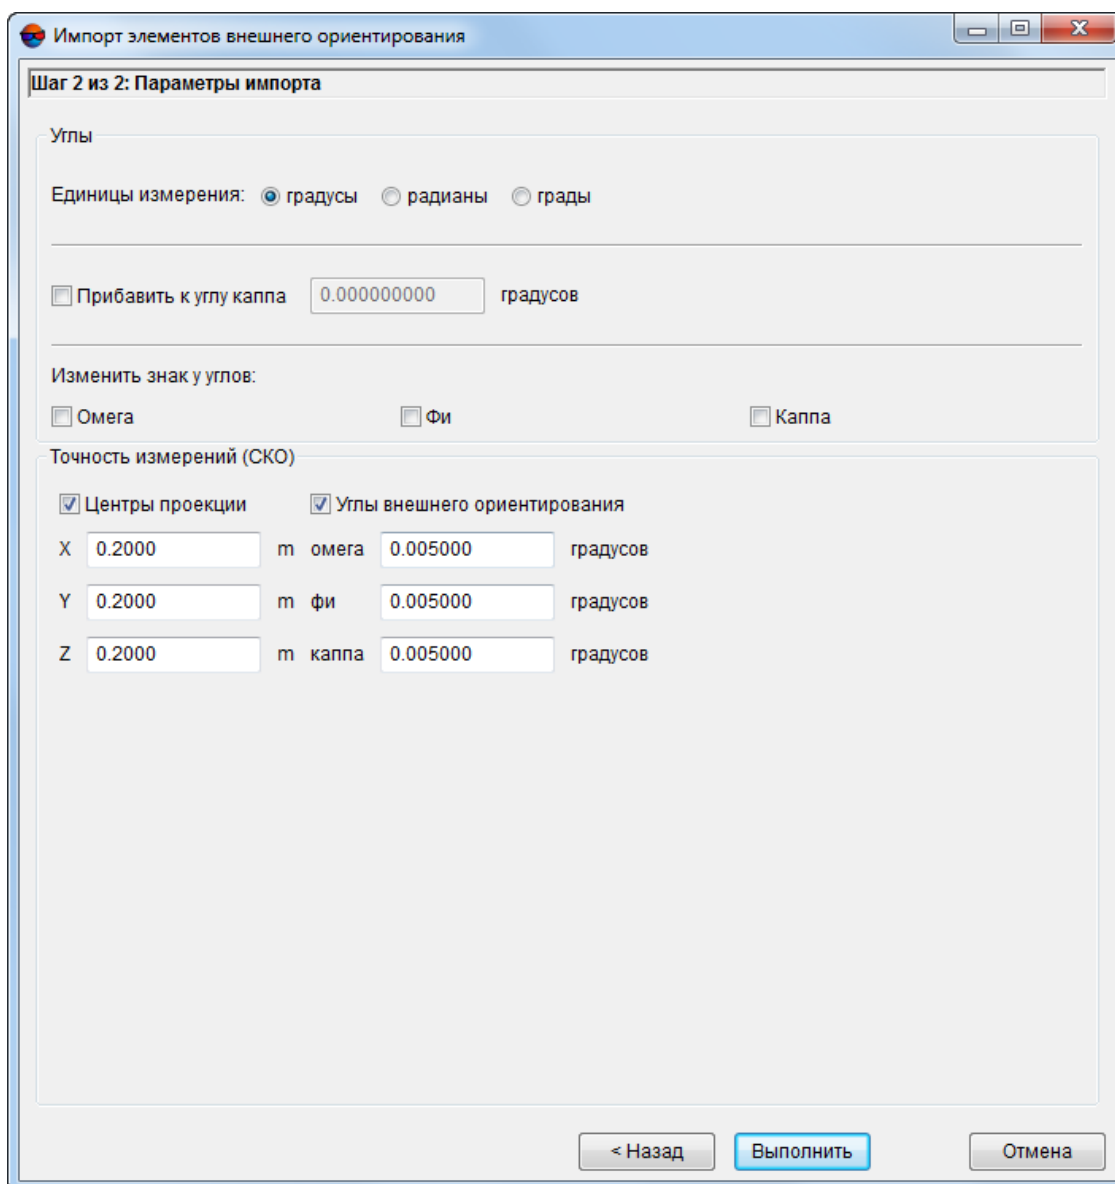 Импорт элементов внешнего ориентирования
Шаг 2 из 2: Параметры импорта
Углы
Единицы измерения: градусы радианы грады
Прибавить к углу каппа 0.000000000 градусов
Изменить знак у углов:
Омега Фи Каппа
Точность измерений (СКО)
Центры проекции Углы внешнего ориентирования
X 0.2000 m омега 0.005000 градусов
Y 0.2000 m фи 0.005000 градусов
Z 0.2000 m каппа 0.005000 градусов
< Назад Выполнить Отмена